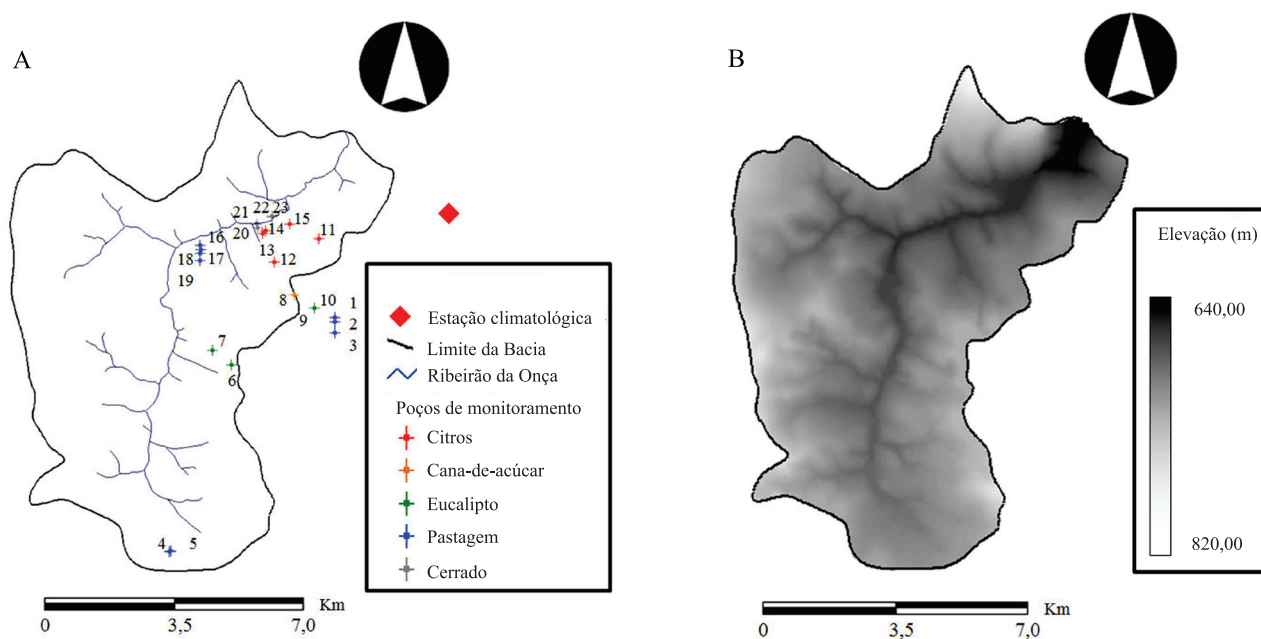 A
B
21
22
23
15
20
14
11
16
13
12
18
17
19
8
10
1
9
2
3
7
6
4
5
Estação climatológica
Limite da Bacia
Ribeirão da Onça
Poços de monitoramento
Citros
Cana-de-acúcar
Eucalipto
Pastagem
Cerrado
Km
0
3,5
7,0
Elevação (m)
640,00
820,00
Km
0
3,5
7,0